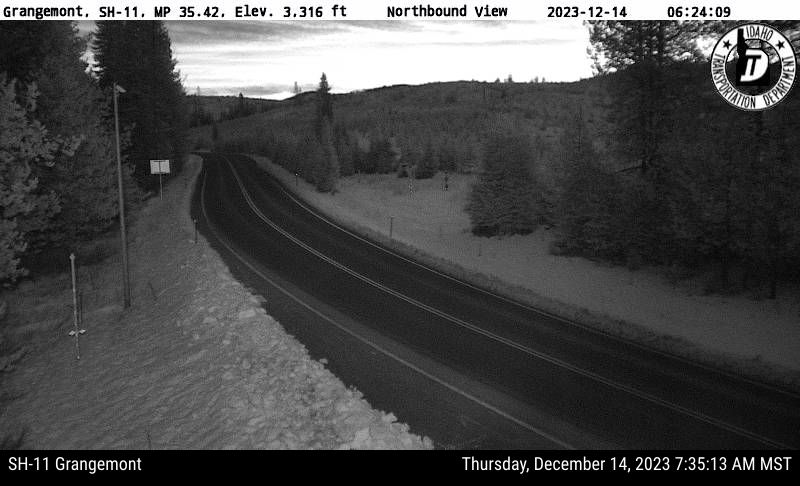 Grangemont, SH-11, MP 35.42, Elev. 3,316 ft Northbound View 2023-12-14 06:24:09
IDAHO
TRANSPORTATION DEPARTMENT
SH-11 Grangemont Thursday, December 14, 2023 7:35:13 AM MST